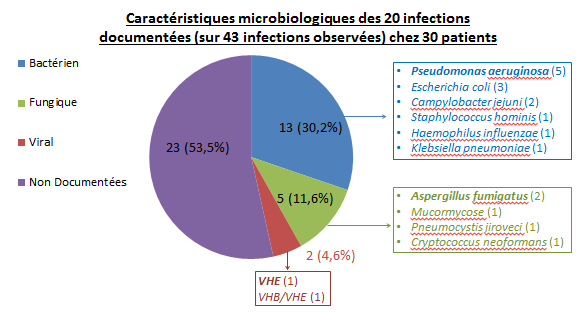 Caractéristiques microbiologiques des 20 infections
documentées (sur 43 infections observées) chez 30 patients
Bactérien
Fungique
Viral
Non Documentées
23 (53,5%)
13 (30,2%)
5 (11,6%)
2 (4,6%)
• Pseudomonas aeruginosa (5)
• Escherichia coli (3)
• Campylobacter jejuni (2)
• Staphylococcus hominis (1)
• Haemophilus influenzae (1)
• Klebsiella pneumoniae (1)
• Aspergillus fumigatus (2)
• Mucormycose (1)
• Pneumocystis jiroveci (1)
• Cryptococcus neoformans (1)
VHE (1)
VHB/VHE (1)